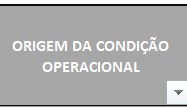 ORIGEM DA CONDIÇÃO
OPERACIONAL